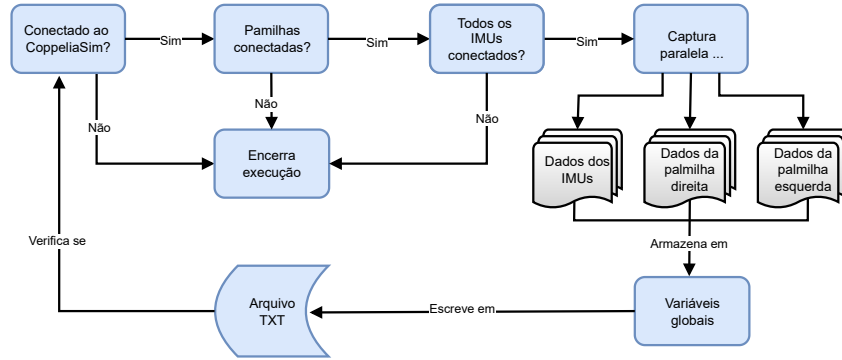 Conectado ao
CoppeliaSim?
Sim
Pamilhas
conectadas?
Sim
Todos os
IMUs
conectados?
Sim
Captura
paralela ...
Não
Não
Não
Encerra
execução
Dados dos
IMUs
Dados da
palmilha
direita
Dados da
palmilha
esquerda
Verifica se
Armazena em
Arquivo
TXT
Escreve em
Variáveis
globais